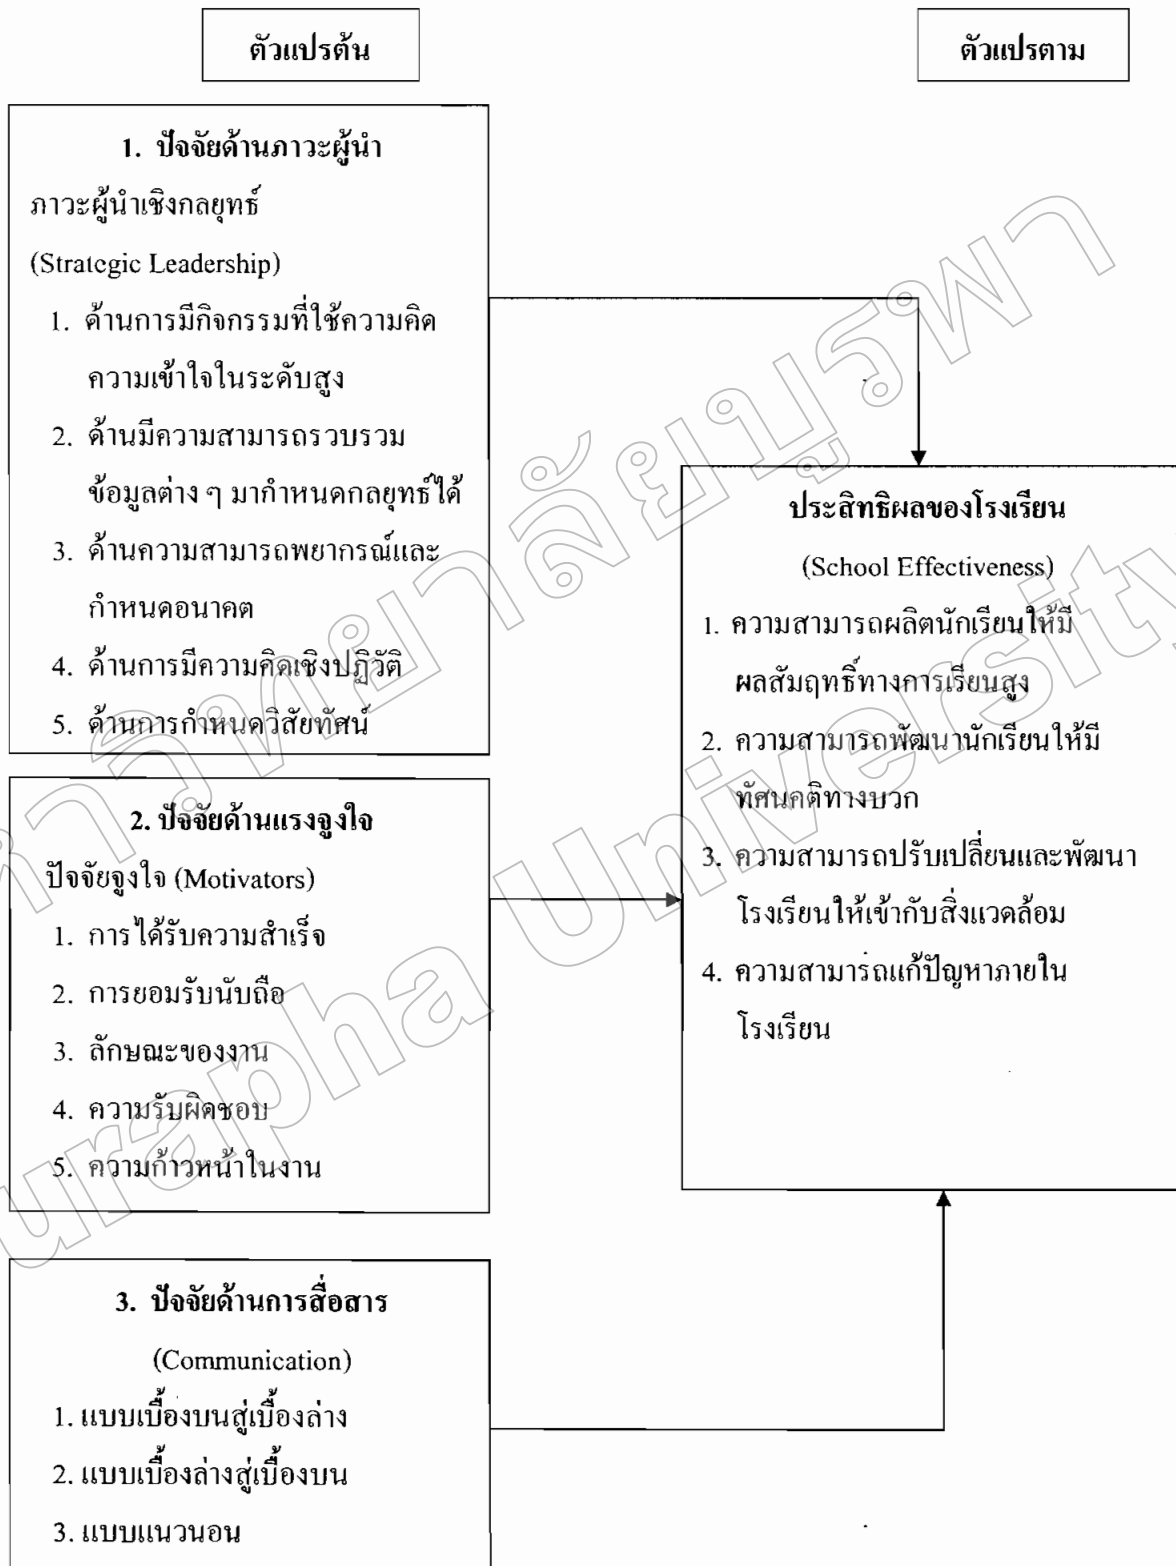 ตัวแปรต้น
ตัวแปรตาม
1. ปัจจัยด้านภาวะผู้นำ
ภาวะผู้นำเชิงกลยุทธ์
(Strategic Leadership)
1. ด้านการมีกิจกรรมที่ใช้ความคิด
ความเข้าใจในระดับสูง
2. ด้านมีความสามารถรวบรวม
ข้อมูลต่าง ๆ มากำหนดกลยุทธ์ได้
3. ด้านความสามารถพยากรณ์และ
กำหนดอนาคต
4. ด้านการมีความคิดเชิงปฏิวัติ
5. ด้านการกำหนดวิสัยทัศน์
2. ปัจจัยด้านแรงจูงใจ
ปัจจัยจูงใจ (Motivators)
1. การได้รับความสำเร็จ
2. การยอมรับนับถือ
3. ลักษณะของงาน
4. ความรับผิดชอบ
5. ความก้าวหน้าในงาน
3. ปัจจัยด้านการสื่อสาร
(Communication)
1. แบบเบื้องบนสู่เบื้องล่าง
2. แบบเบื้องล่างสู่เบื้องบน
3. แบบแนวนอน
ประสิทธิผลของโรงเรียน
(School Effectiveness)
1. ความสามารถผลิตนักเรียนให้มี
ผลสัมฤทธิ์ทางการเรียนสูง
2. ความสามารถพัฒนานักเรียนให้มี
ทัศนคติทางบวก
3. ความสามารถปรับเปลี่ยนและพัฒนา
โรงเรียนให้เข้ากับสิ่งแวดล้อม
4. ความสามารถแก้ปัญหาภายใน
โรงเรียน
มหาวิทยาลัยบูรพา
Burapha University